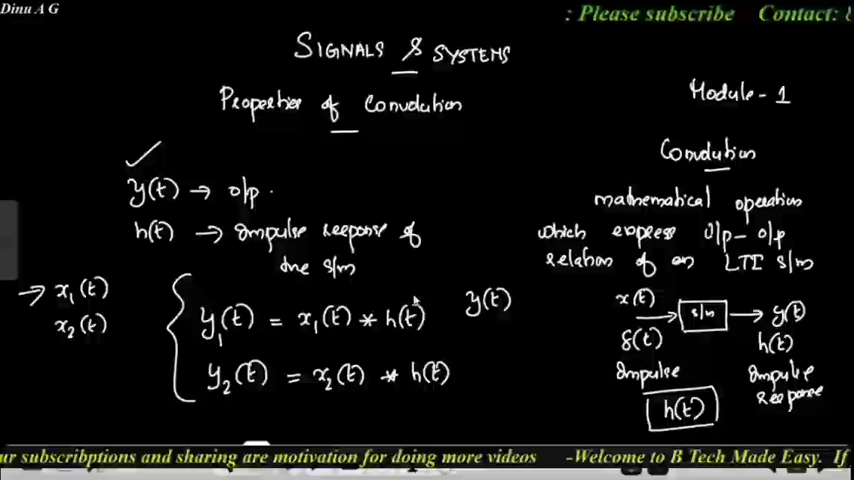 Dinu A G
: Please subscribe Contact: 8
SIGNALS & SYSTEMS
Properties of Convolution
Module - 1
Convolution
mathematical operation
which express i/p - o/p
relation of an LTI s/m
x(t) → s/m → y(t)
δ(t) h(t)
Impulse Impulse response
h(t)
y(t) → o/p.
h(t) → Impulse Response of
the s/m
→ x₁(t)
x₂(t)
y₁(t) = x₁(t) * h(t) y(t)
y₂(t) = x₂(t) * h(t)
ur subscribptions and sharing are motivation for doing more videos -Welcome to B Tech Made Easy. If